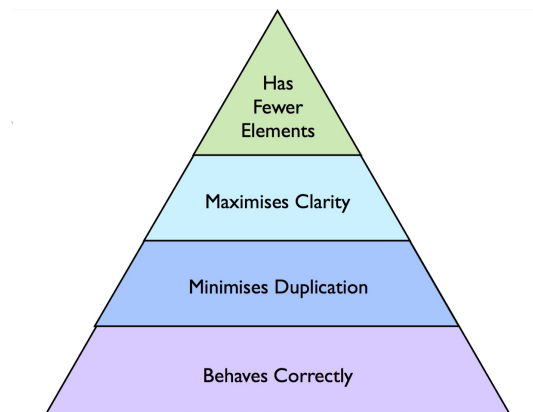 Has
Fewer
Elements
Maximises Clarity
Minimises Duplication
Behaves Correctly